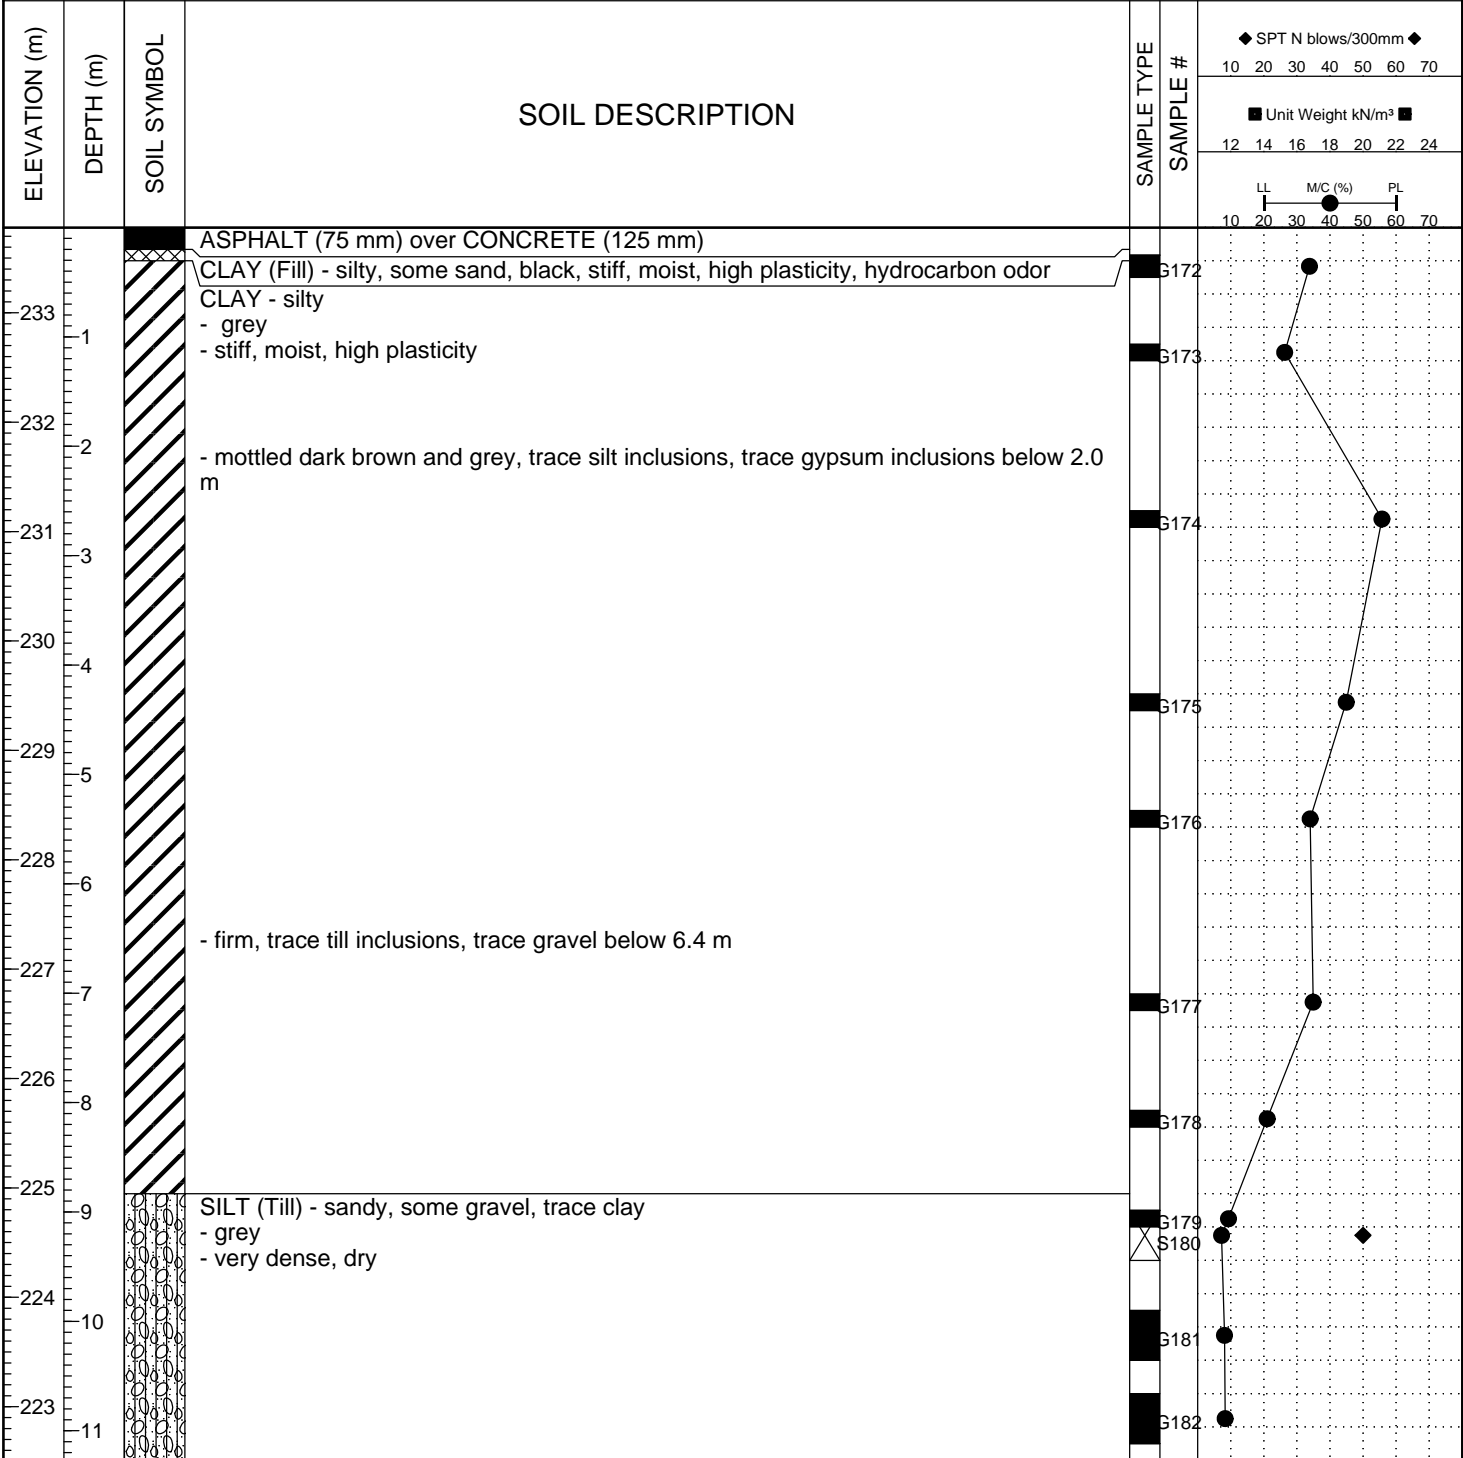 ELEVATION (m)
DEPTH (m)
SOIL SYMBOL
SOIL DESCRIPTION
SAMPLE TYPE
SAMPLE #
◆ SPT N blows/300mm ◆
10 20 30 40 50 60 70
■ Unit Weight kN/m³ ■
12 14 16 18 20 22 24
LL M/C (%) PL
10 20 30 40 50 60 70
ASPHALT (75 mm) over CONCRETE (125 mm)
CLAY (Fill) - silty, some sand, black, stiff, moist, high plasticity, hydrocarbon odor
G172
CLAY - silty
233
- grey
1
- stiff, moist, high plasticity
G173
232
2
- mottled dark brown and grey, trace silt inclusions, trace gypsum inclusions below 2.0
m
G174
231
3
230
4
G175
229
5
G176
228
6
- firm, trace till inclusions, trace gravel below 6.4 m
227
7
G177
226
8
G178
225
SILT (Till) - sandy, some gravel, trace clay
9
G179
- grey
S180
- very dense, dry
224
10
G181
223
G182
11